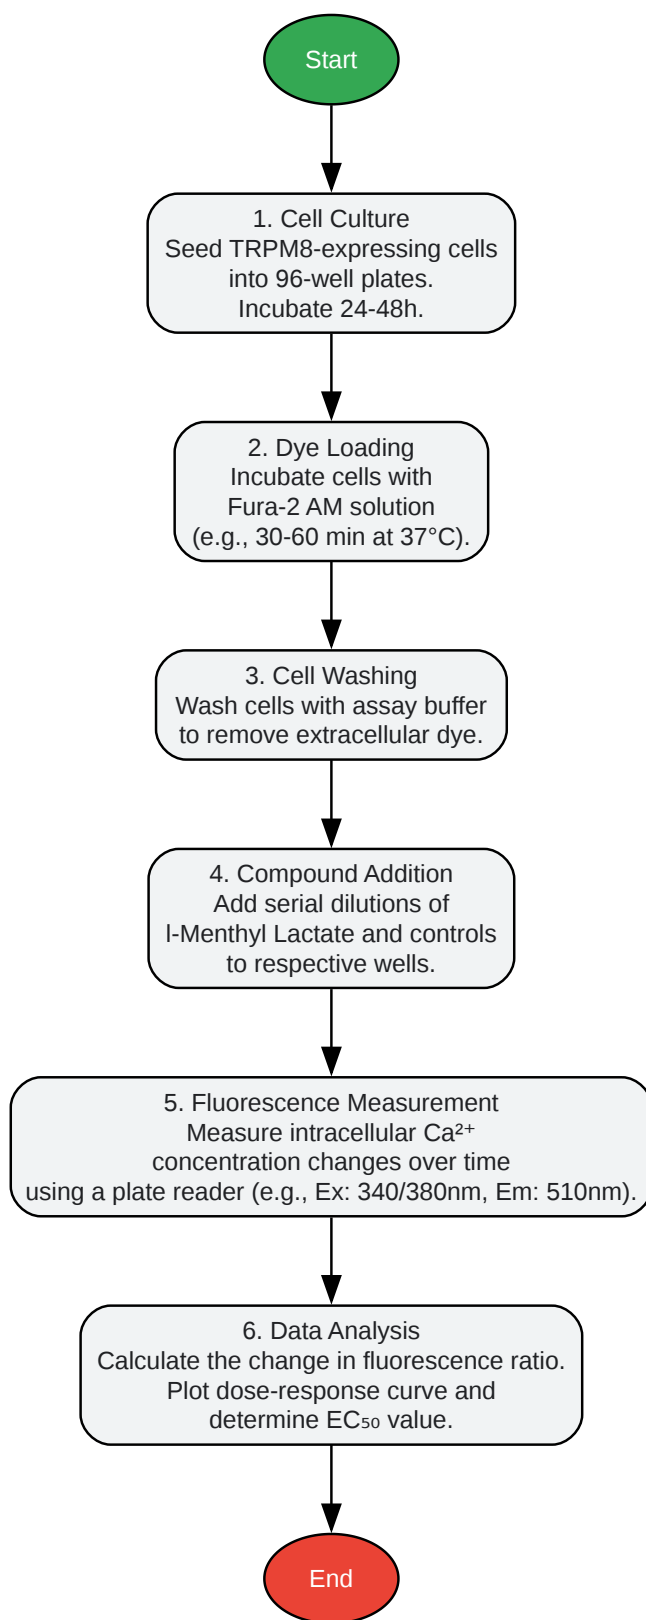 Start
1. Cell Culture
Seed TRPM8-expressing cells
into 96-well plates.
Incubate 24-48h.
2. Dye Loading
Incubate cells with
Fura-2 AM solution
(e.g., 30-60 min at 37°C).
3. Cell Washing
Wash cells with assay buffer
to remove extracellular dye.
4. Compound Addition
Add serial dilutions of
l-Menthyl Lactate and controls
to respective wells.
5. Fluorescence Measurement
Measure intracellular Ca²⁺
concentration changes over time
using a plate reader (e.g., Ex: 340/380nm, Em: 510nm).
6. Data Analysis
Calculate the change in fluorescence ratio.
Plot dose-response curve and
determine EC₅₀ value.
End